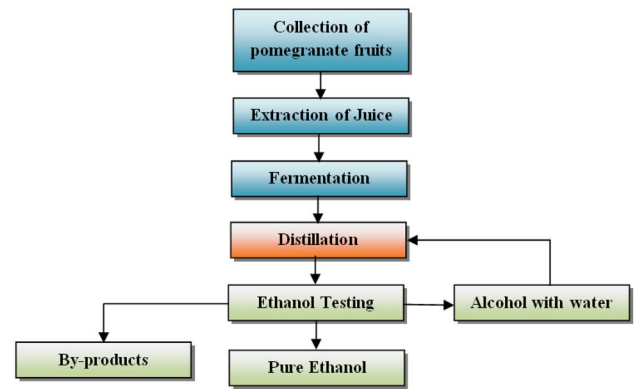 Collection of
pomegranate fruits
Extraction of Juice
Fermentation
Distillation
Ethanol Testing
Alcohol with water
By-products
Pure Ethanol